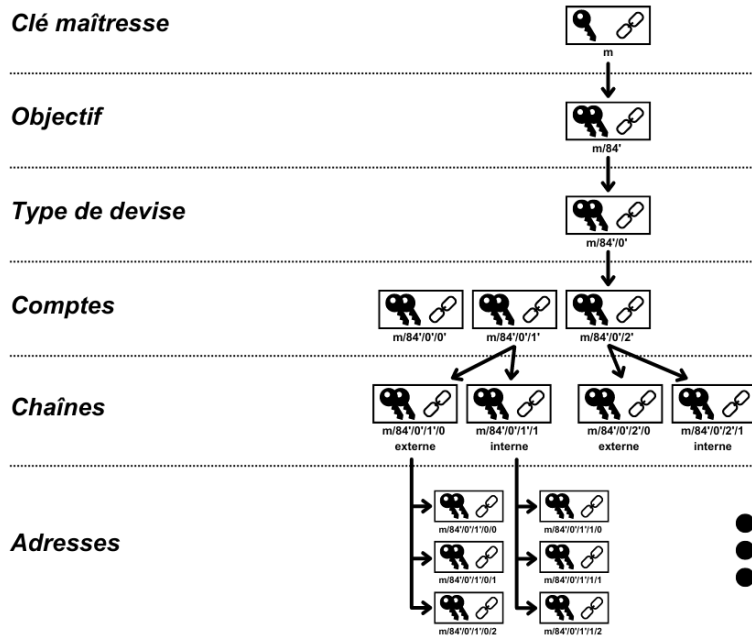 Clé maîtresse
m
Objectif
m/84'
Type de devise
m/84'/0'
Comptes
m/84'/0'/0' m/84'/0'/1' m/84'/0'/2'
Chaînes
m/84'/0'/1'/0 m/84'/0'/1'/1 m/84'/0'/2'/0 m/84'/0'/2'/1
externe interne externe interne
Adresses
m/84'/0'/1'/0/0 m/84'/0'/1'/1/0
m/84'/0'/1'/0/1 m/84'/0'/1'/1/1
m/84'/0'/1'/0/2 m/84'/0'/1'/1/2